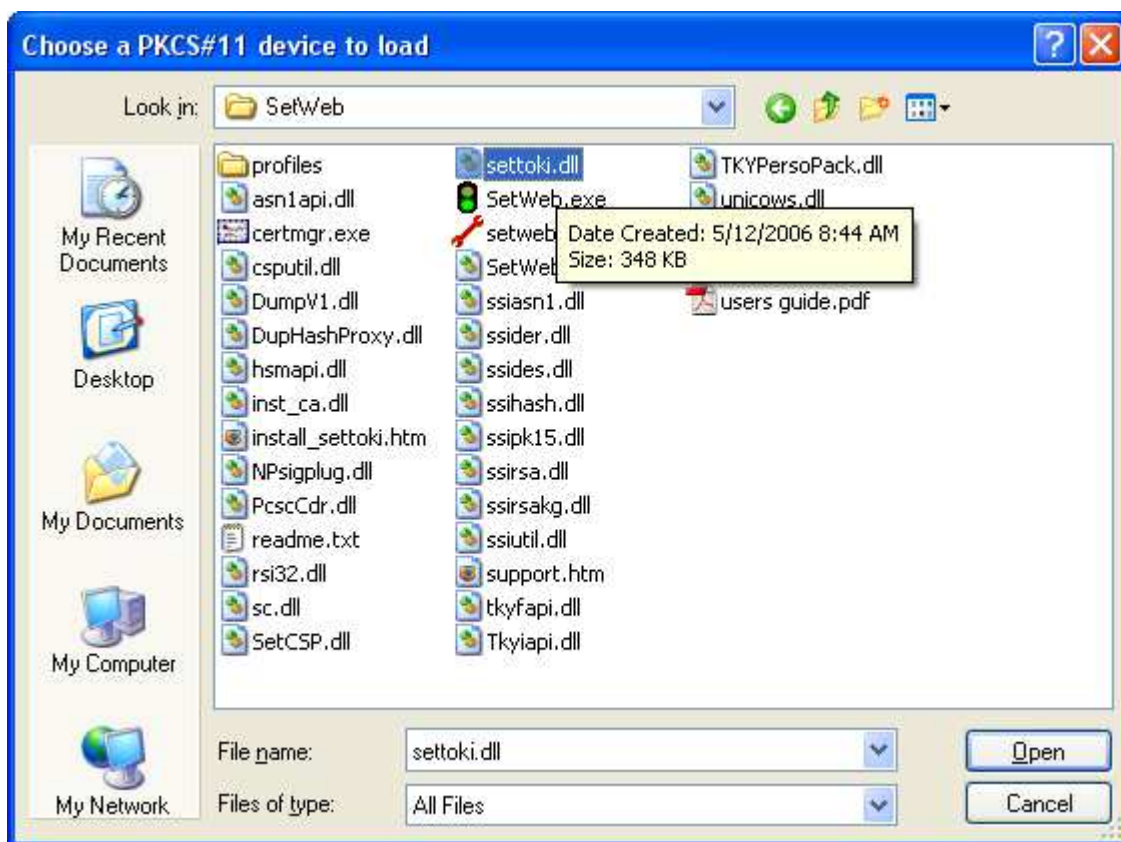 Choose a PKCS#11 device to load
Look in:
SetWeb
My Recent
Documents
Desktop
My Documents
My Computer
My Network
profiles
asn1api.dll
certmgr.exe
csputil.dll
DumpV1.dll
DupHashProxy.dll
hsmapi.dll
inst_ca.dll
install_settoki.htm
NPsigplug.dll
PcscCdr.dll
readme.txt
rsi32.dll
sc.dll
SetCSP.dll
settoki.dll
SetWeb.exe
setweb
SetWeb
ssiasn1.dll
ssider.dll
ssides.dll
ssihash.dll
ssipk15.dll
ssirsa.dll
ssirsakg.dll
ssiutil.dll
support.htm
tkyfapi.dll
Tkyiapi.dll
TKYPersoPack.dll
unicows.dll
Date Created: 5/12/2006 8:44 AM
Size: 348 KB
users guide.pdf
File name:
settoki.dll
Open
Files of type:
All Files
Cancel